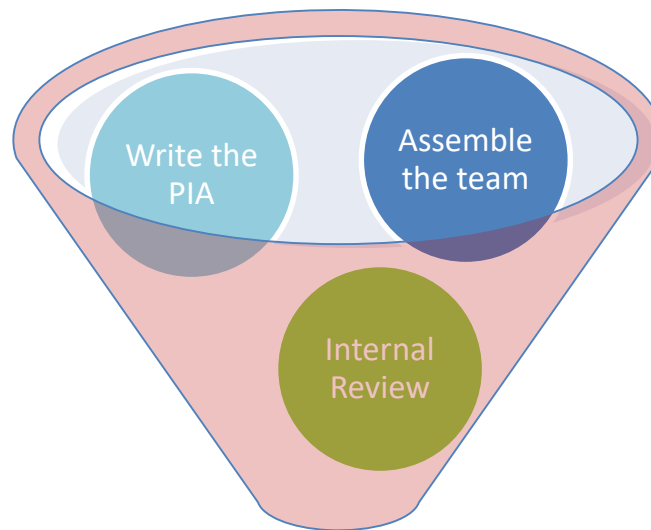 Write the
PIA
Assemble
the team
Internal
Review